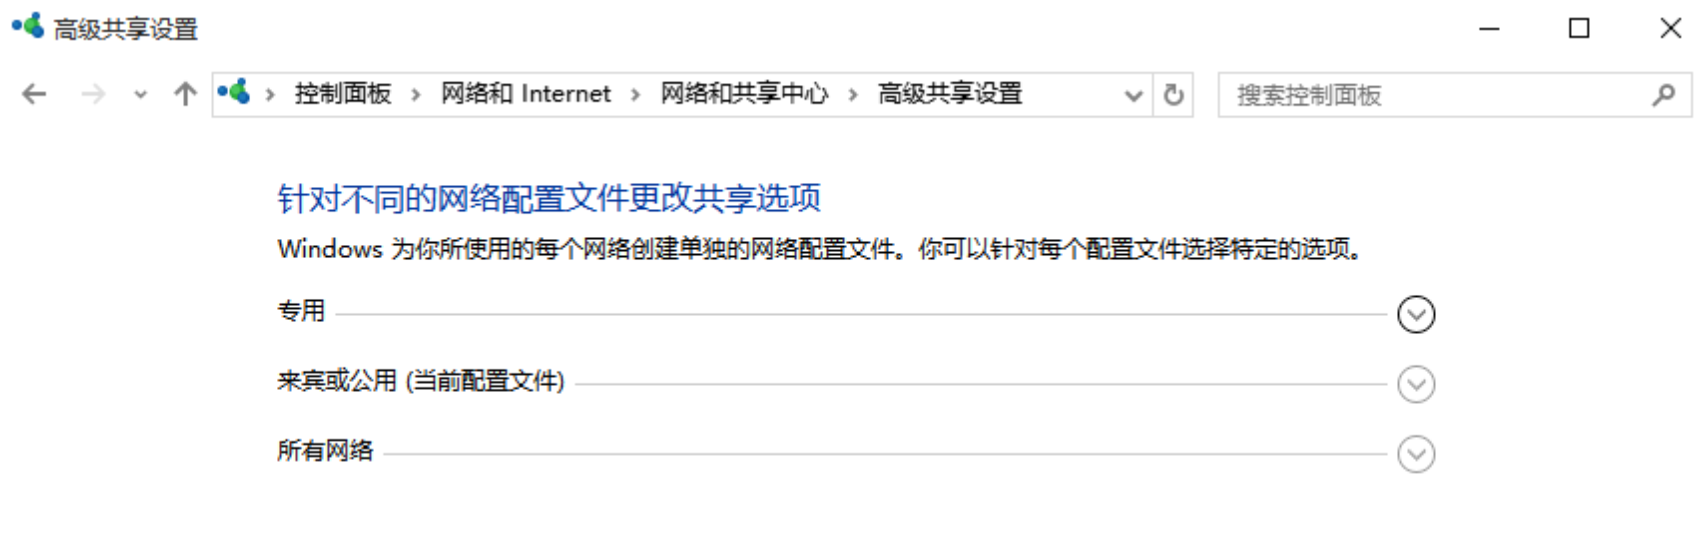 高级共享设置
控制面板 网络和 Internet 网络和共享中心 高级共享设置 搜索控制面板
针对不同的网络配置文件更改共享选项
Windows 为你所使用的每个网络创建单独的网络配置文件。你可以针对每个配置文件选择特定的选项。
专用
来宾或公用 (当前配置文件)
所有网络